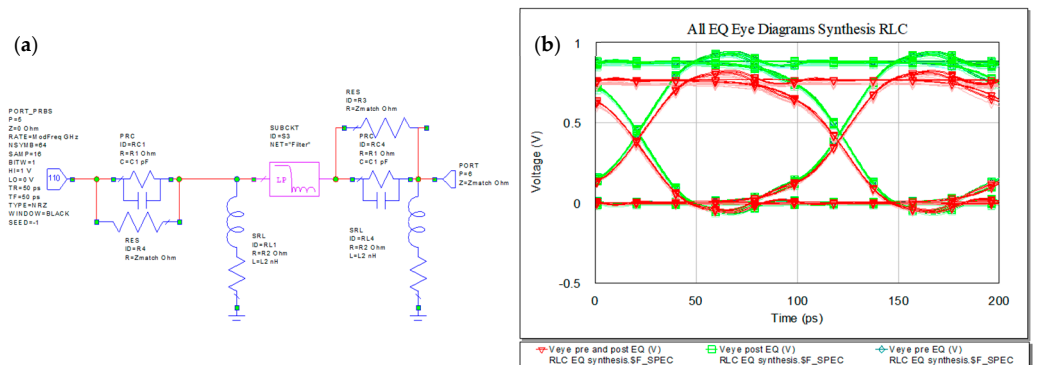 (a)
PORT_PRBS
P=5
Z=0 Ohm
RATE=ModFreq GHz
NSYMB=64
SAMP=16
BITW=1
HI=1 V
LO=0 V
TR=50 ps
TF=50 ps
TYPE=NRZ
WINDOW=BLACK
SEED=-1
110
PRC
ID=RC1
R=R1 Ohm
C=C1 pF
RES
ID=R4
R=Zmatch Ohm
SRL
ID=RL1
R=R2 Ohm
L=L2 nH
SUBCKT
ID=S3
NET="Filter"
LP
RES
ID=R3
R=Zmatch Ohm
PRC
ID=RC4
R=R1 Ohm
C=C1 pF
SRL
ID=RL4
R=R2 Ohm
L=L2 nH
PORT
P=6
Z=Zmatch Ohm
(b)
All EQ Eye Diagrams Synthesis RLC
Voltage (V)
1
0.5
0
-0.5
0
50
100
150
200
Time (ps)
Veye pre and post EQ (V)
RLC EQ synthesis.$F_SPEC
Veye post EQ (V)
RLC EQ synthesis.$F_SPEC
Veye pre EQ (V)
RLC EQ synthesis.$F_SPEC